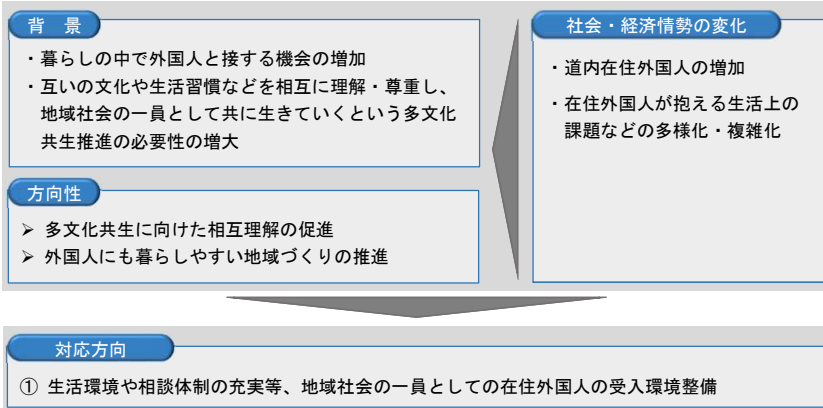 背　景
・暮らしの中で外国人と接する機会の増加
・互いの文化や生活習慣などを相互に理解・尊重し、
地域社会の一員として共に生きていくという多文化
共生推進の必要性の増大
方向性
➢ 多文化共生に向けた相互理解の促進
➢ 外国人にも暮らしやすい地域づくりの推進
社会・経済情勢の変化
・道内在住外国人の増加
・在住外国人が抱える生活上の
課題などの多様化・複雑化
対応方向
① 生活環境や相談体制の充実等、地域社会の一員としての在住外国人の受入環境整備